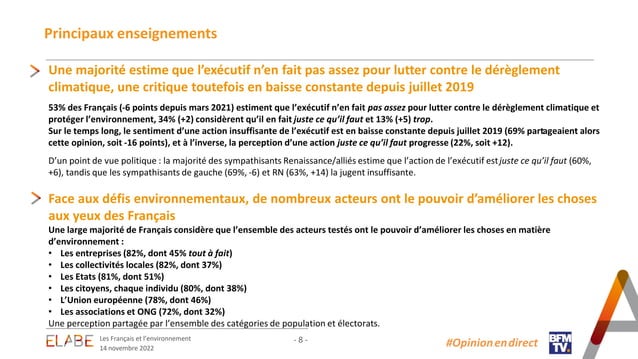 Principaux enseignements
Une majorité estime que l'exécutif n'en fait pas assez pour lutter contre le dérèglement
climatique, une critique toutefois en baisse constante depuis juillet 2019
53% des Français (-6 points depuis mars 2021) estiment que l'exécutif n'en fait pas assez pour lutter contre le dérèglement climatique et
protéger l'environnement, 34% (+2) considèrent qu'il en fait juste ce qu'il faut et 13% (+5) trop.
Sur le temps long, le sentiment d'une action insuffisante de l'exécutif est en baisse constante depuis juillet 2019 (69% partageaient alors
cette opinion, soit -16 points), et à l'inverse, la perception d'une action juste ce qu'il faut progresse (22%, soit +12).
D'un point de vue politique : la majorité des sympathisants Renaissance/alliés estime que l'action de l'exécutif est juste ce qu'il faut (60%,
+6), tandis que les sympathisants de gauche (69%, -6) et RN (63%, +14) la jugent insuffisante.
Face aux défis environnementaux, de nombreux acteurs ont le pouvoir d'améliorer les choses
aux yeux des Français
Une large majorité de Français considère que l'ensemble des acteurs testés ont le pouvoir d'améliorer les choses en matière
d'environnement :
• Les entreprises (82%, dont 45% tout à fait)
• Les collectivités locales (82%, dont 37%)
• Les Etats (81%, dont 51%)
• Les citoyens, chaque individu (80%, dont 38%)
• L'Union européenne (78%, dont 46%)
• Les associations et ONG (72%, dont 32%)
Une perception partagée par l'ensemble des catégories de population et électorats.
ELABE
Les Français et l'environnement
14 novembre 2022
- 8 -
#Opinion en direct
BFM
TV.